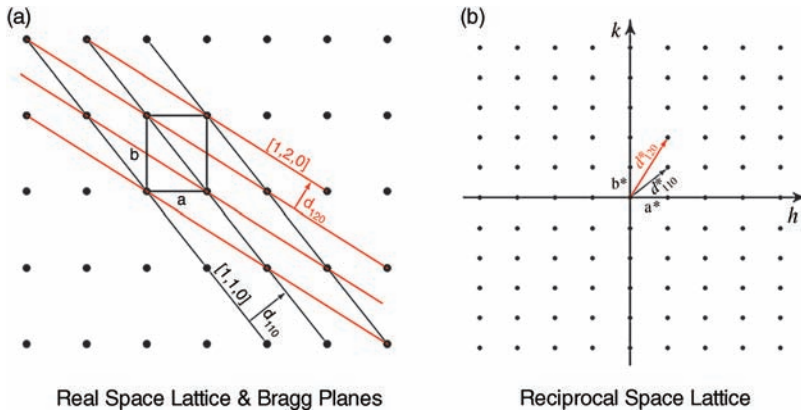 (a)
b
a
[1,2,0]
d120
[1,1,0]
d110
Real Space Lattice & Bragg Planes
(b)
k
d*120
b*
d*110
a*
h
Reciprocal Space Lattice